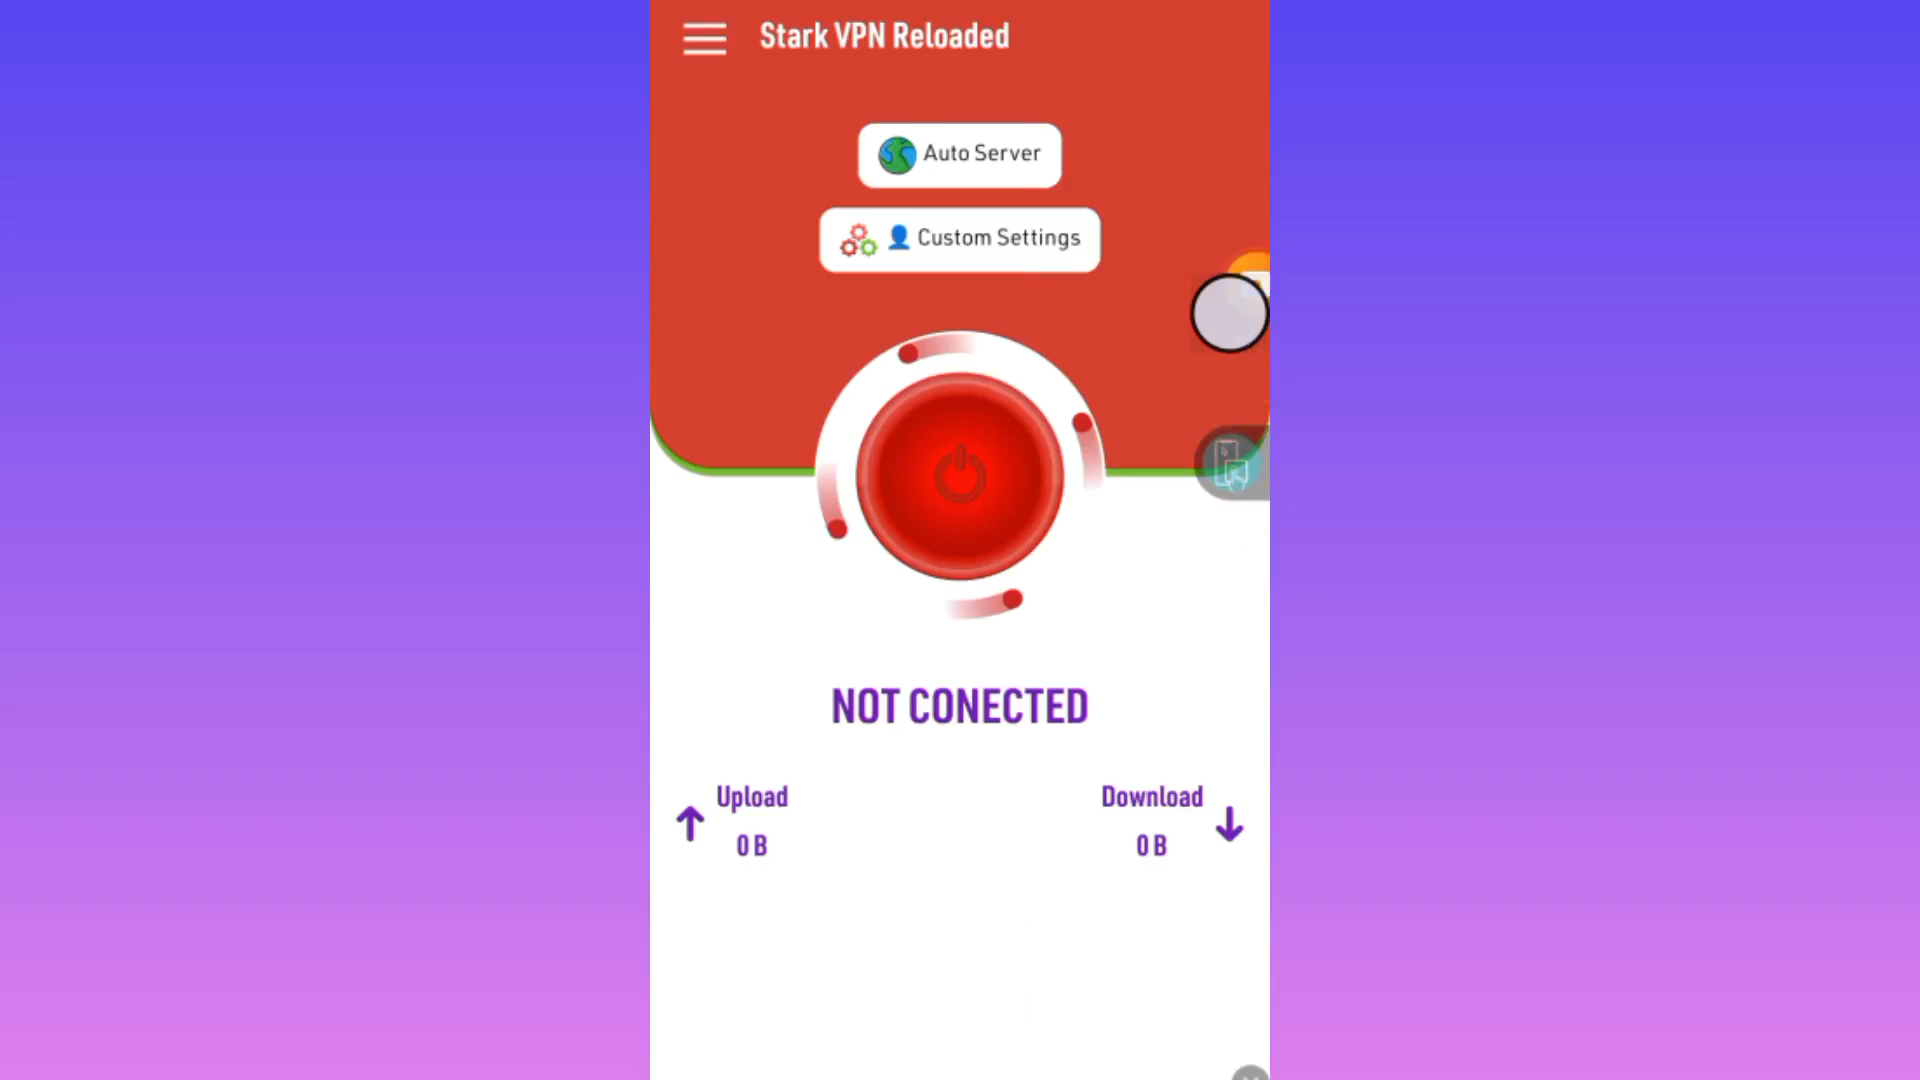 Stark VPN Reloaded
Auto Server
Custom Settings
NOT CONECTED
Upload
0 B
Download
0 B